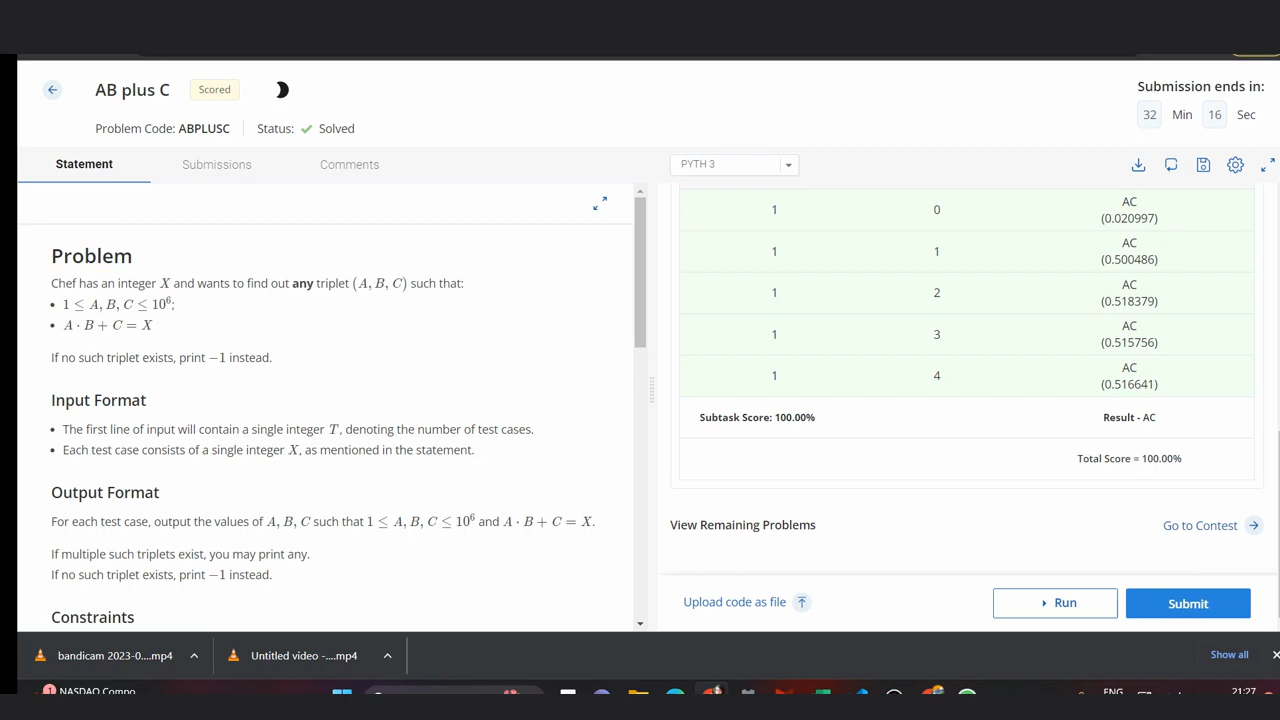 AB plus C
Scored
Submission ends in:
32 Min 16 Sec
Problem Code: ABPLUSC
Status: ✓ Solved
Statement
Submissions
Comments
PYTH 3
Problem
Chef has an integer X and wants to find out any triplet (A, B, C) such that:
• 1 ≤ A, B, C ≤ 10^6;
• A · B + C = X
If no such triplet exists, print −1 instead.
Input Format
• The first line of input will contain a single integer T, denoting the number of test cases.
• Each test case consists of a single integer X, as mentioned in the statement.
Output Format
For each test case, output the values of A, B, C such that 1 ≤ A, B, C ≤ 10^6 and A · B + C = X.
If multiple such triplets exist, you may print any.
If no such triplet exists, print −1 instead.
Constraints
1 0 AC
(0.020997)
1 1 AC
(0.500486)
1 2 AC
(0.518379)
1 3 AC
(0.515756)
1 4 AC
(0.516641)
Subtask Score: 100.00% Result - AC
Total Score = 100.00%
View Remaining Problems
Go to Contest
Upload code as file
Run
Submit
bandicam 2023-0....mp4
Untitled video -....mp4
Show all
1
NASDAQ Compo
ENG
21:27